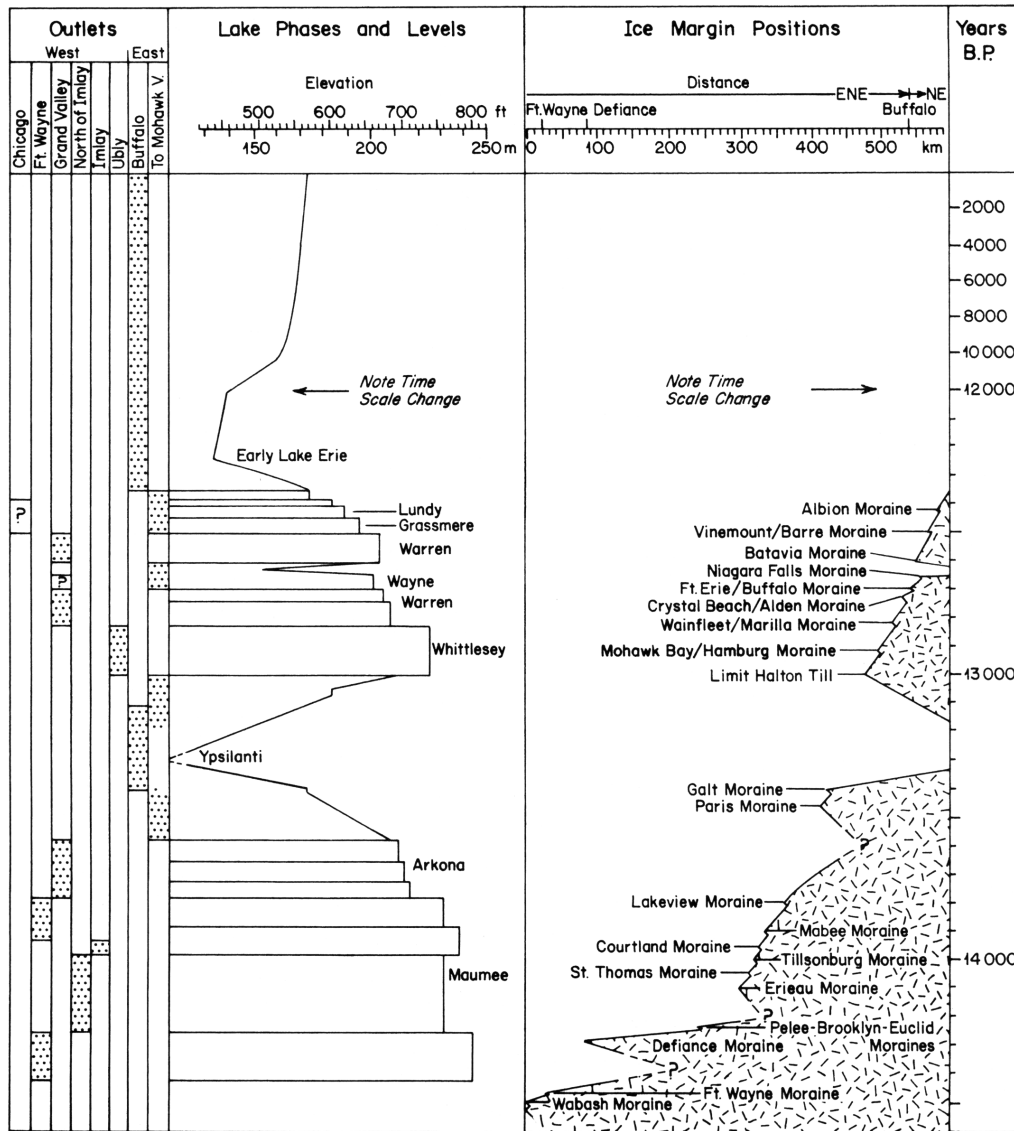 Outlets
West
East
Chicago
Ft. Wayne
Grand Valley
North of Imlay
Imlay
Ubly
Buffalo
To Mohawk V.
Lake Phases and Levels
Elevation
500 600 700 800 ft
150 200 250 m
Ice Margin Positions
Distance
ENE NE
Ft. Wayne Defiance Buffalo
0 100 200 300 400 500 km
Years
B.P.
2000
4000
6000
8000
10 000
12 000
13 000
14 000
Note Time
Scale Change
Note Time
Scale Change
Early Lake Erie
?
Lundy
Grassmere
Warren
?
Wayne
Warren
Whittlesey
Ypsilanti
Arkona
Maumee
Albion Moraine
Vinemount/Barre Moraine
Batavia Moraine
Niagara Falls Moraine
Ft. Erie/Buffalo Moraine
Crystal Beach/Alden Moraine
Wainfleet/Marilla Moraine
Mohawk Bay/Hamburg Moraine
Limit Halton Till
Galt Moraine
Paris Moraine
?
Lakeview Moraine
Mabee Moraine
Courtland Moraine
Tillsonburg Moraine
St. Thomas Moraine
Erieau Moraine
?
Pelee-Brooklyn-Euclid
Moraines
Defiance Moraine
?
Ft. Wayne Moraine
Wabash Moraine